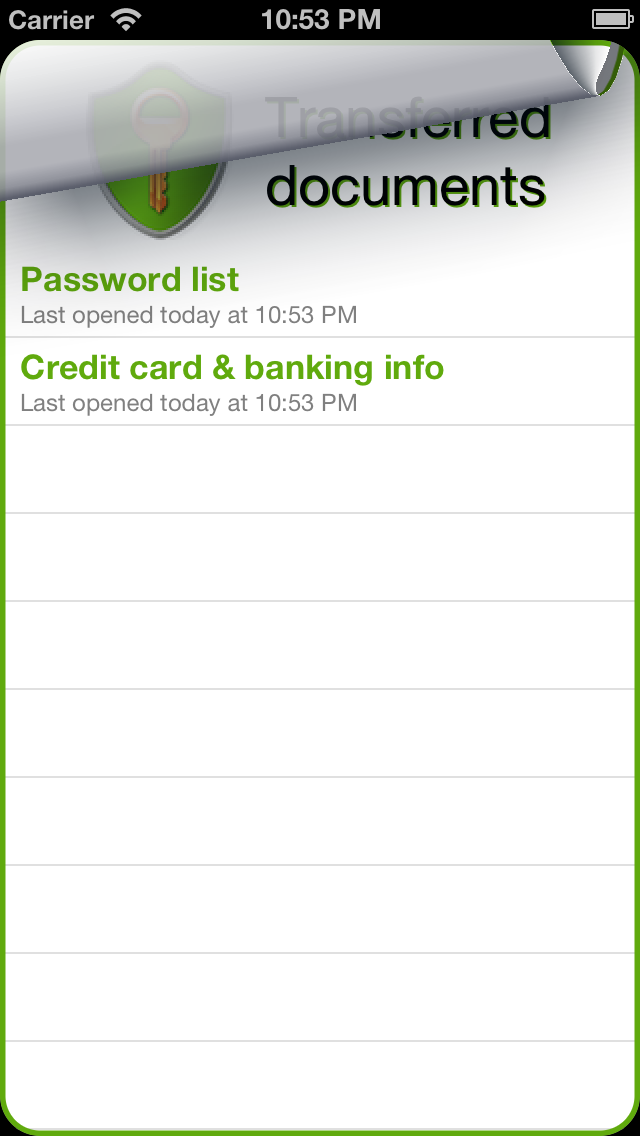 Carrier 10:53 PM
Transferred
documents
Password list
Last opened today at 10:53 PM
Credit card & banking info
Last opened today at 10:53 PM